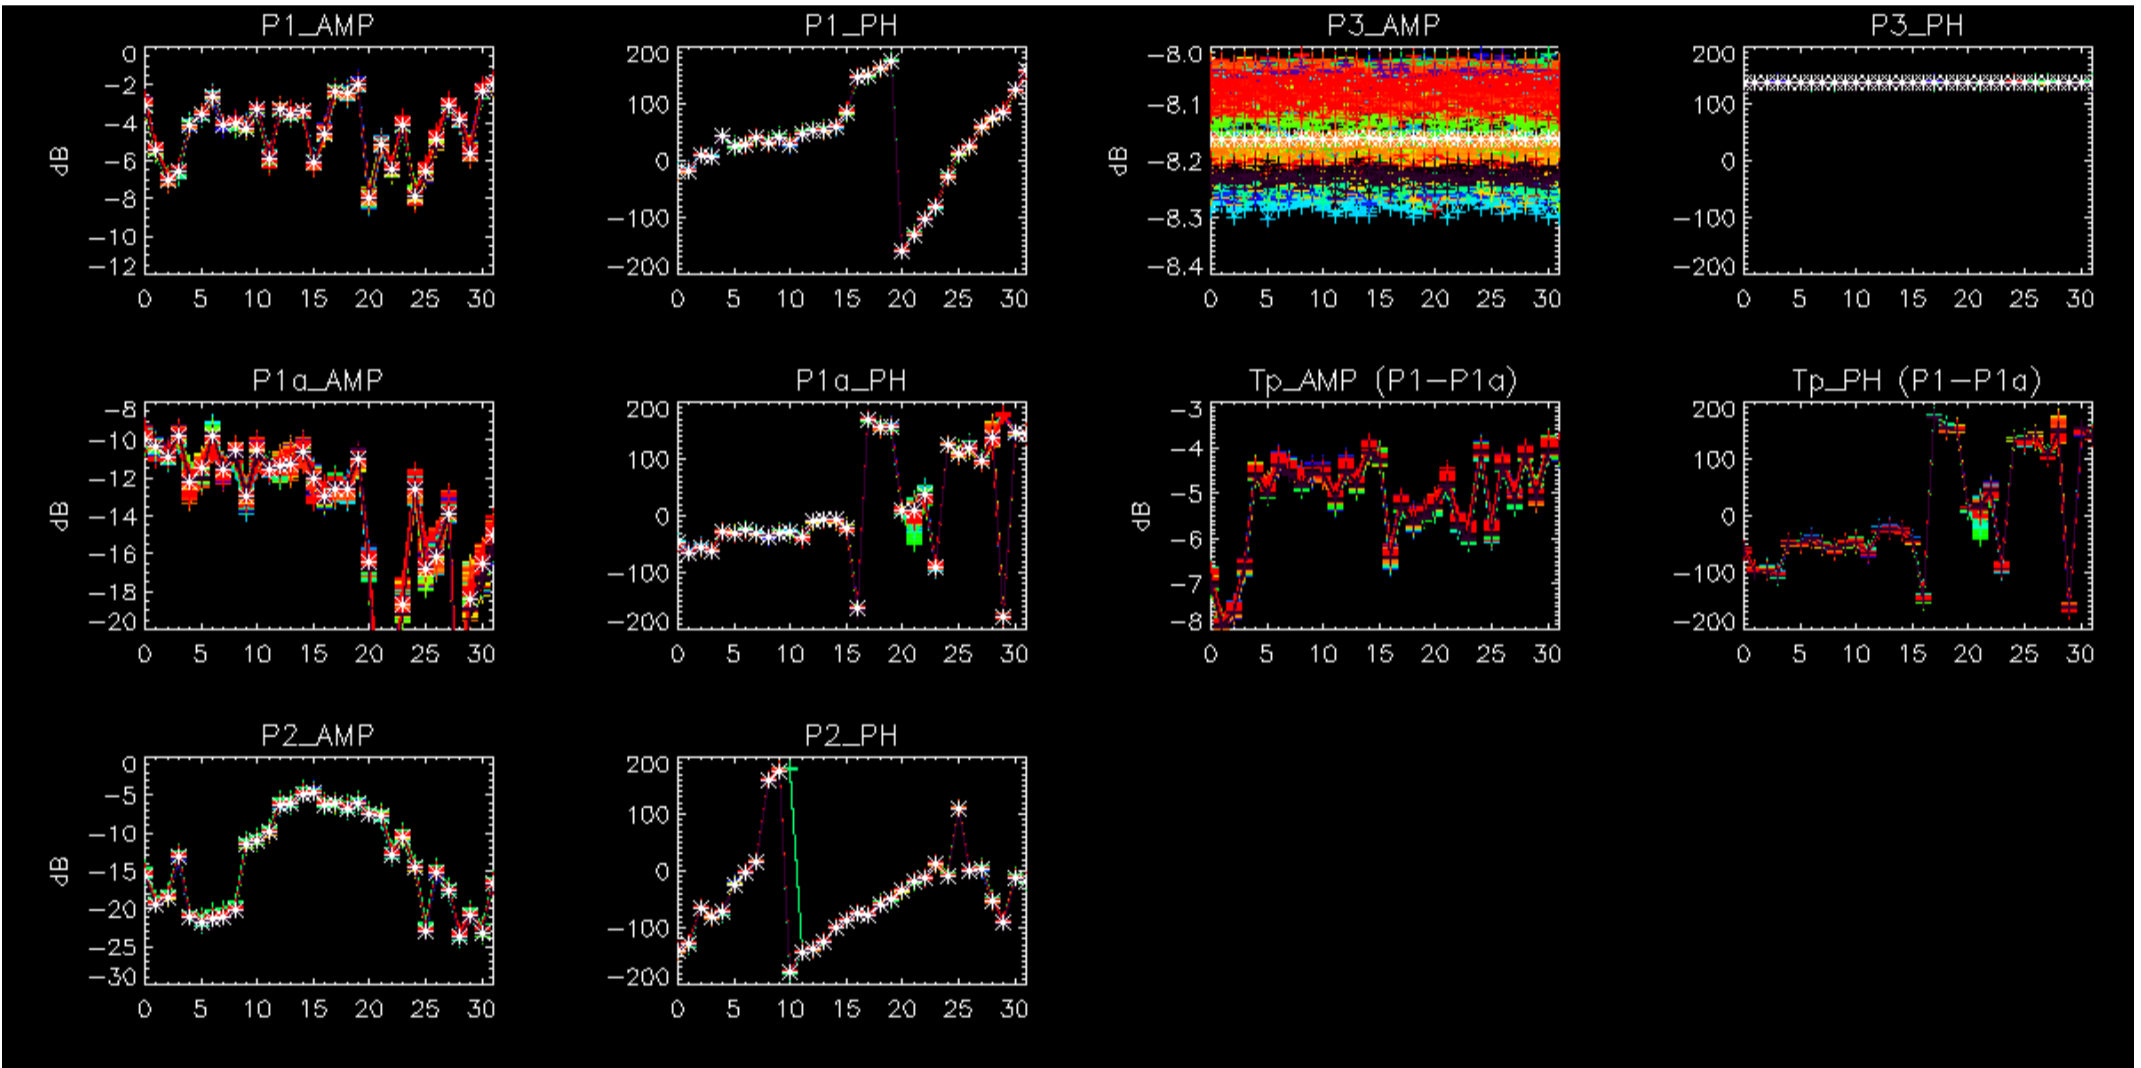 P1_AMP
P1_PH
P3_AMP
P3_PH
0
-2
-4
-6
-8
-10
-12
dB
0 5 10 15 20 25 30
200
100
0
-100
-200
0 5 10 15 20 25 30
-8.0
-8.1
-8.2
-8.3
-8.4
dB
0 5 10 15 20 25 30
200
100
0
-100
-200
0 5 10 15 20 25 30
P1a_AMP
P1a_PH
Tp_AMP (P1-P1a)
Tp_PH (P1-P1a)
-8
-10
-12
-14
-16
-18
-20
dB
0 5 10 15 20 25 30
200
100
0
-100
-200
0 5 10 15 20 25 30
-3
-4
-5
-6
-7
-8
dB
0 5 10 15 20 25 30
200
100
0
-100
-200
0 5 10 15 20 25 30
P2_AMP
P2_PH
0
-5
-10
-15
-20
-25
-30
dB
0 5 10 15 20 25 30
200
100
0
-100
-200
0 5 10 15 20 25 30